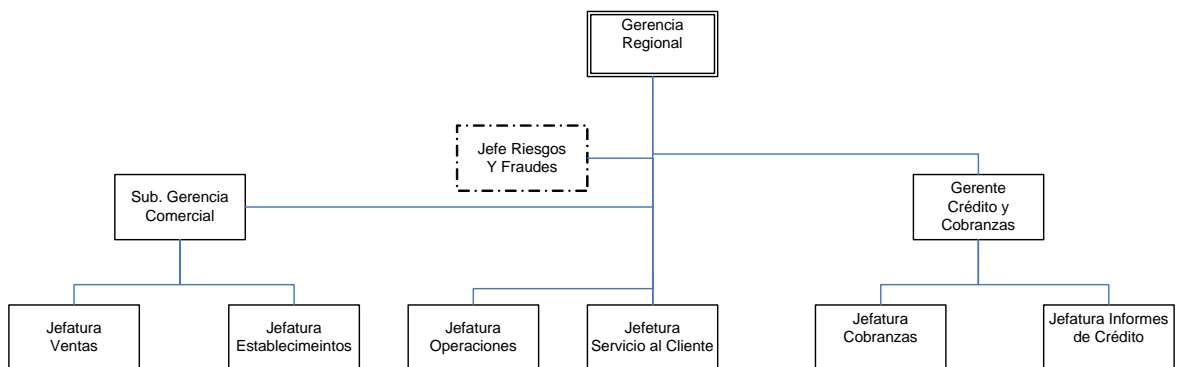 Gerencia
Regional
Jefe Riesgos
Y Fraudes
Sub. Gerencia
Comercial
Gerente
Crédito y
Cobranzas
Jefatura
Ventas
Jefatura
Establecimeintos
Jefatura
Operaciones
Jefetura
Servicio al Cliente
Jefatura
Cobranzas
Jefatura Informes
de Crédito